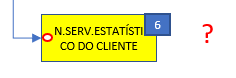 6
N.SERV.ESTATÍSTI
CO DO CLIENTE
?